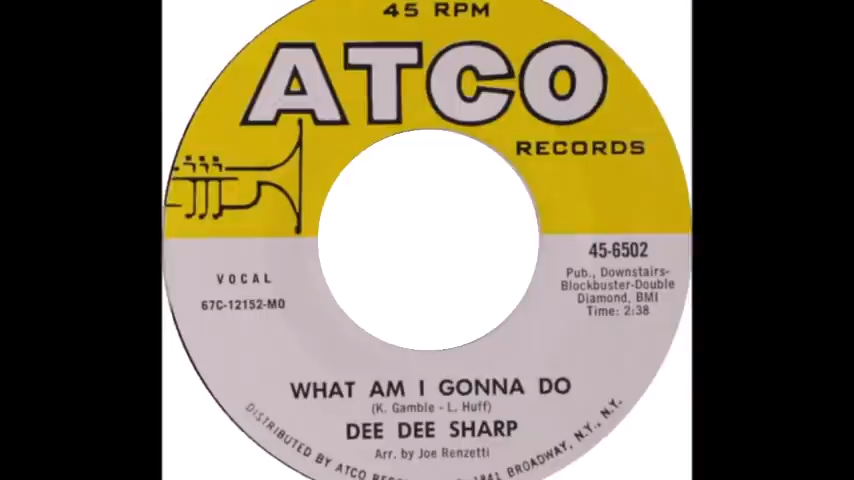 45 RPM
ATCO
RECORDS
VOCAL
67C-12152-MO
45-6502
Pub., Downstairs-
Blockbuster-Double
Diamond, BMI
Time: 2:38
WHAT AM I GONNA DO
(K. Gamble - L. Huff)
DEE DEE SHARP
Arr. by Joe Renzetti
DISTRIBUTED BY ATCO 1841 BROADWAY, N.Y., N.Y.